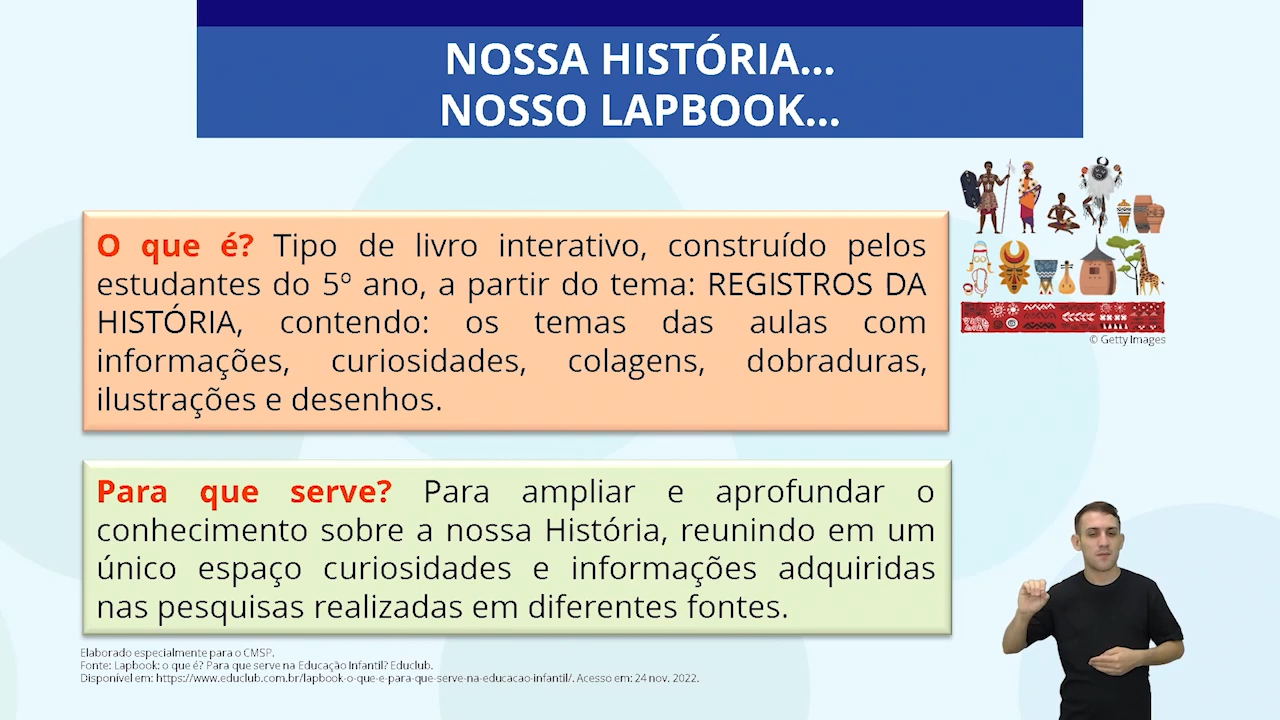 NOSSA HISTÓRIA...
NOSSO LAPBOOK...
© Getty Images
O que é? Tipo de livro interativo, construído pelos
estudantes do 5º ano, a partir do tema: REGISTROS DA
HISTÓRIA, contendo: os temas das aulas com
informações, curiosidades, colagens, dobraduras,
ilustrações e desenhos.
Para que serve? Para ampliar e aprofundar o
conhecimento sobre a nossa História, reunindo em um
único espaço curiosidades e informações adquiridas
nas pesquisas realizadas em diferentes fontes.
Elaborado especialmente para o CMSP.
Fonte: Lapbook: o que é? Para que serve na Educação Infantil? Educlub.
Disponível em: https://www.educlub.com.br/lapbook-o-que-e-para-que-serve-na-educacao-infantil/. Acesso em: 24 nov. 2022.